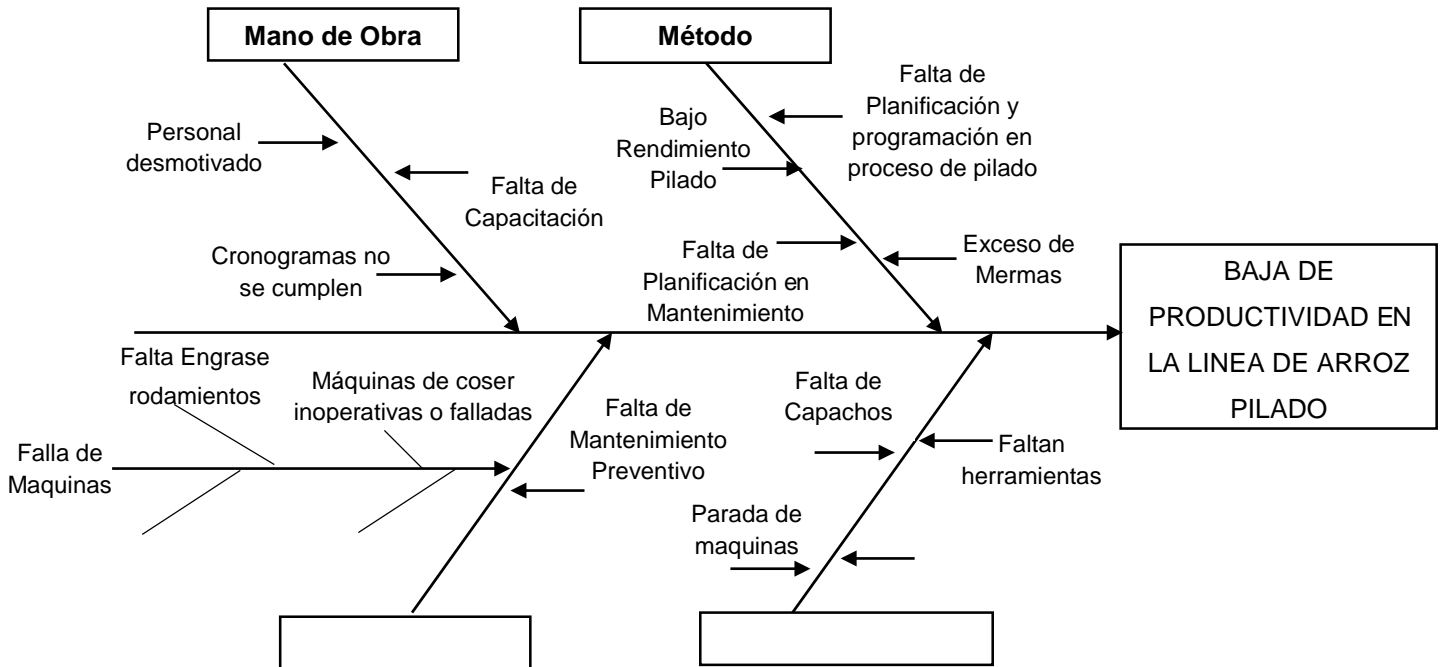 Mano de Obra
Método
Falta de
Planificación y
programación en
proceso de pilado
Bajo
Rendimiento
Pilado
Personal
desmotivado
Falta de
Capacitación
Cronogramas no
se cumplen
Falta de
Planificación en
Mantenimiento
Exceso de
Mermas
BAJA DE
PRODUCTIVIDAD EN
LA LINEA DE ARROZ
PILADO
Falta Engrase
rodamientos
Máquinas de coser
inoperativas o falladas
Falta de
Mantenimiento
Preventivo
Falla de
Maquinas
Falta de
Capachos
Faltan
herramientas
Parada de
maquinas